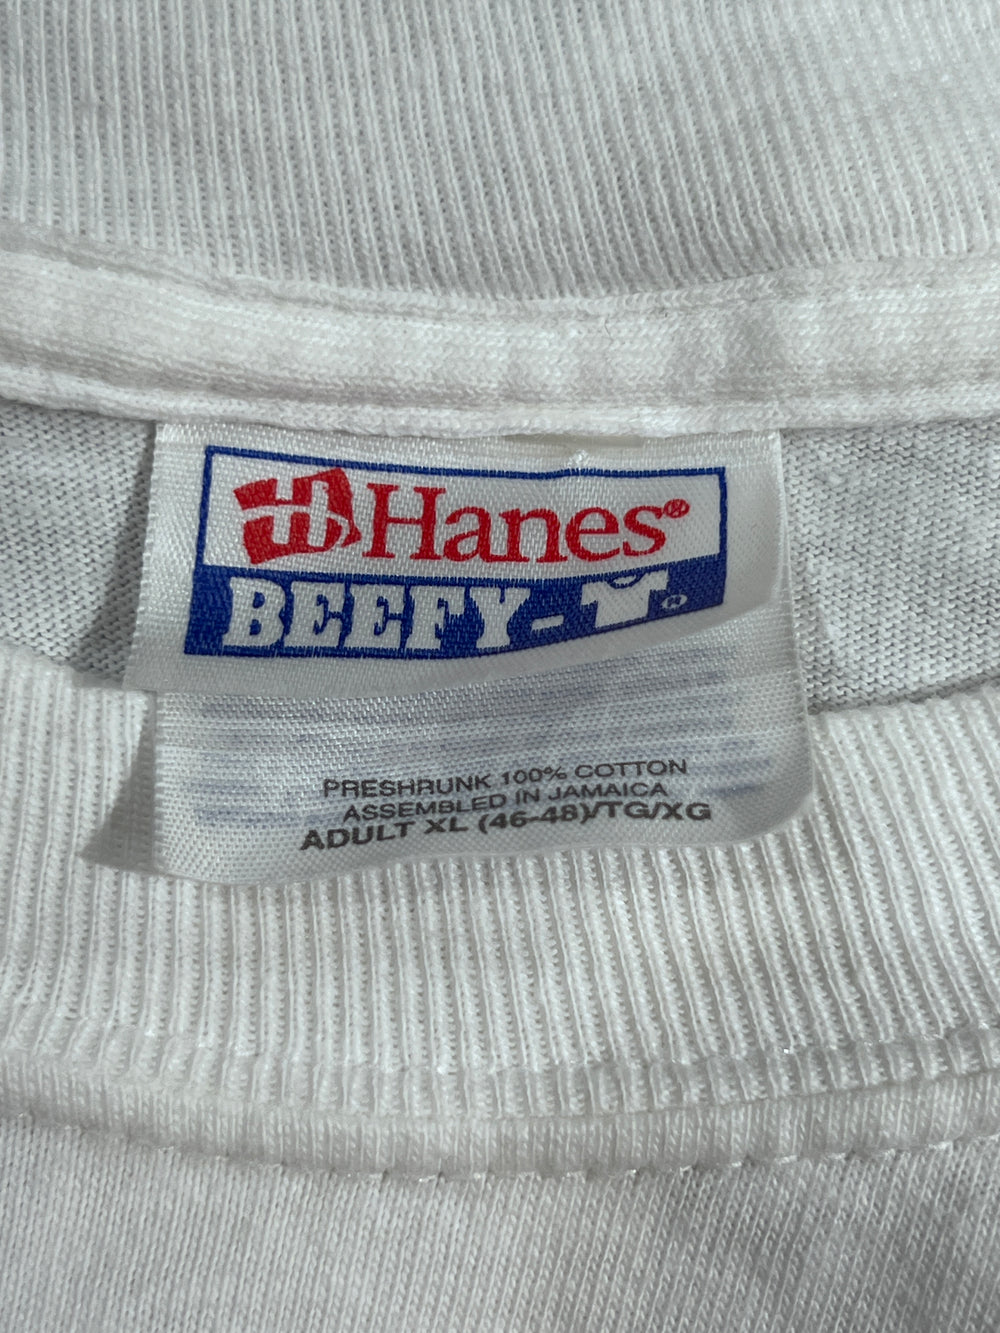 Hanes®
BEEFY-T®
PRESHRUNK 100% COTTON
ASSEMBLED IN JAMAICA
ADULT XL (46-48)/TG/XG